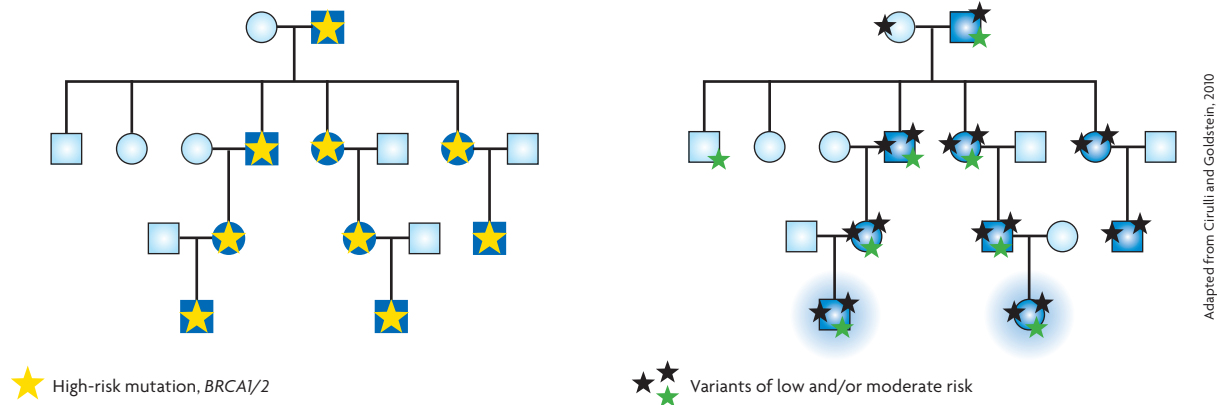 High-risk mutation, BRCA1/2
Variants of low and/or moderate risk
Adapted from Cirulli and Goldstein, 2010